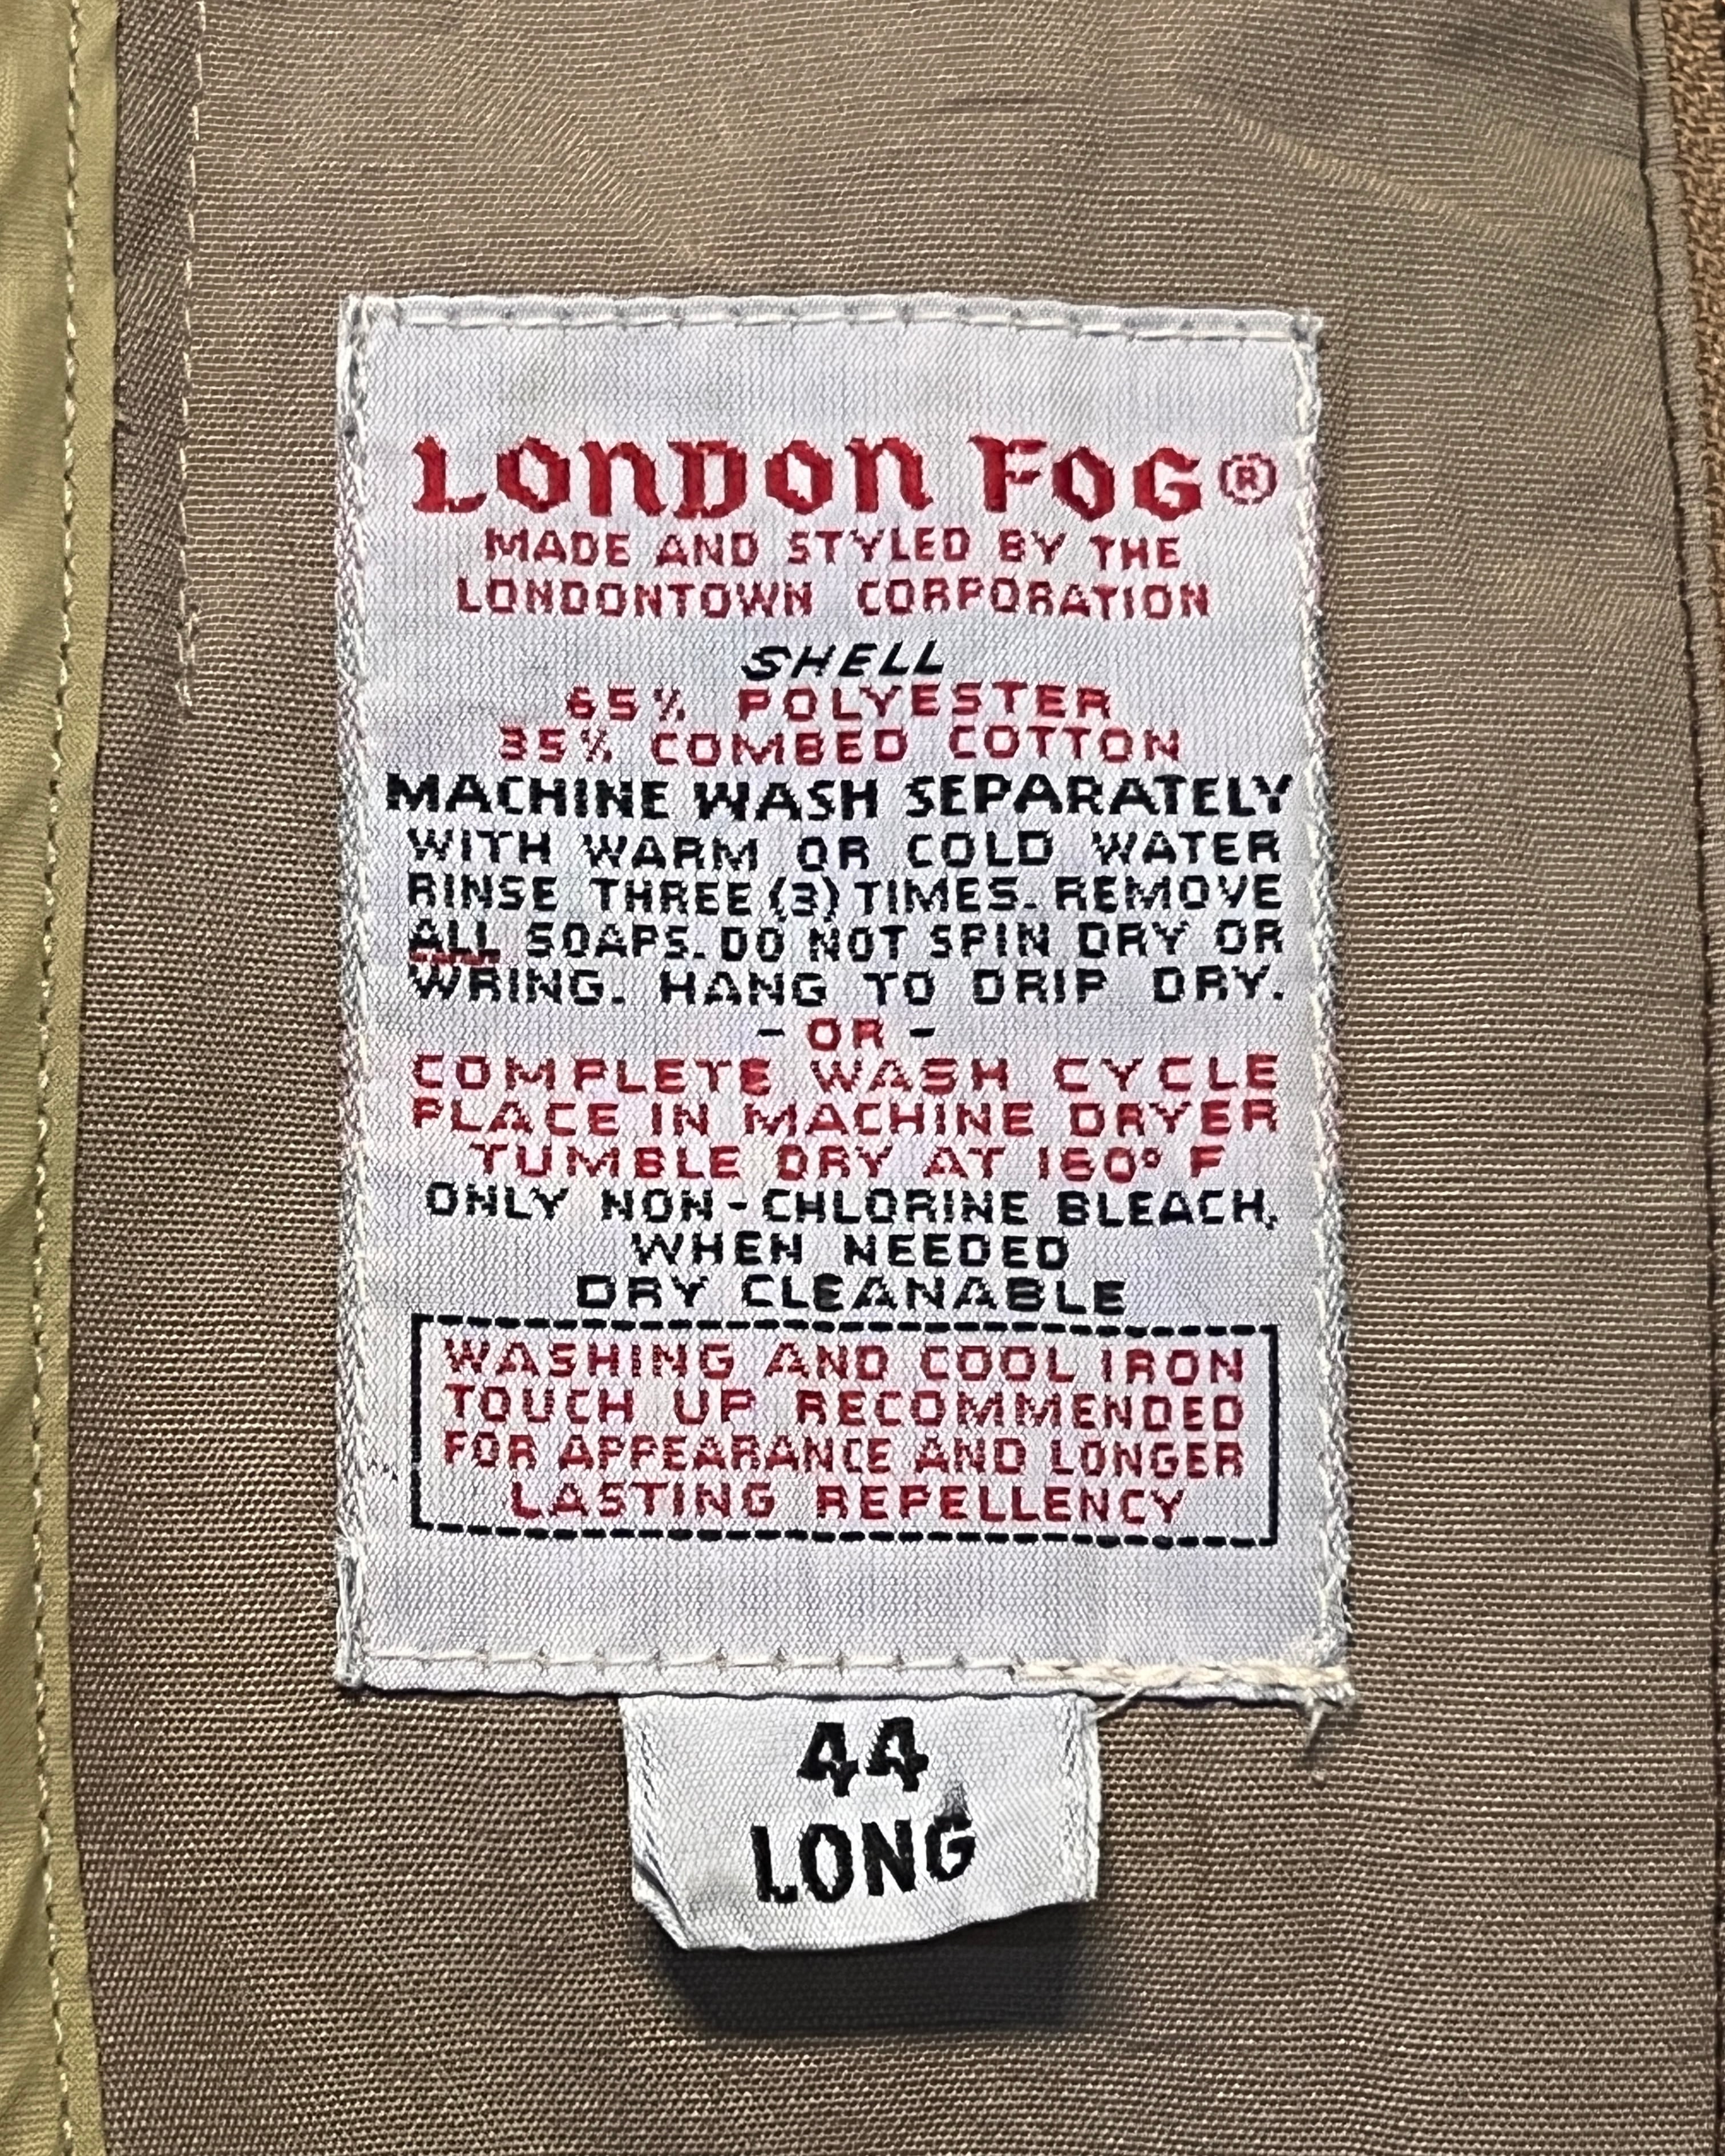 LONDON FOG®
MADE AND STYLED BY THE
LONDONTOWN CORPORATION
SHELL
65% POLYESTER
35% COMBED COTTON
MACHINE WASH SEPARATELY
WITH WARM OR COLD WATER
RINSE THREE (3) TIMES. REMOVE
ALL SOAPS. DO NOT SPIN DRY OR
WRING. HANG TO DRIP DRY.
- OR -
COMPLETE WASH CYCLE
PLACE IN MACHINE DRYER
TUMBLE DRY AT 160° F
ONLY NON-CHLORINE BLEACH,
WHEN NEEDED
DRY CLEANABLE
WASHING AND COOL IRON
TOUCH UP RECOMMENDED
FOR APPEARANCE AND LONGER
LASTING REPELLENCY
44
LONG